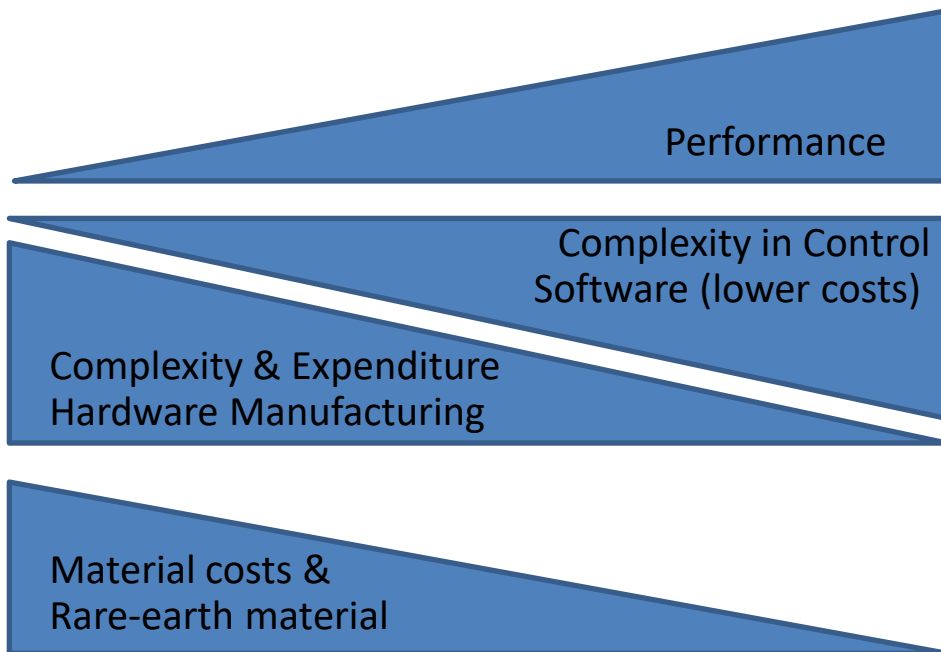 Performance
Complexity in Control
Software (lower costs)
Complexity & Expenditure
Hardware Manufacturing
Material costs &
Rare-earth material